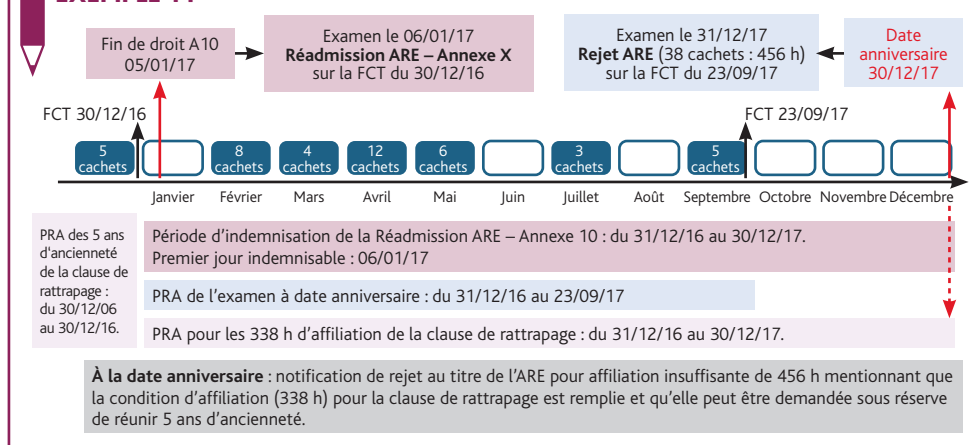 Fin de droit A10
05/01/17
Examen le 06/01/17
Réadmission ARE – Annexe X
sur la FCT du 30/12/16
Examen le 31/12/17
Rejet ARE (38 cachets : 456 h)
sur la FCT du 23/09/17
Date
anniversaire
30/12/17
FCT 30/12/16
FCT 23/09/17
5
cachets
8
cachets
4
cachets
12
cachets
6
cachets
3
cachets
5
cachets
Janvier Février Mars Avril Mai Juin Juillet Août Septembre Octobre Novembre Décembre
PRA des 5 ans
d'ancienneté
de la clause de
rattrapage :
du 30/12/06
au 30/12/16.
Période d'indemnisation de la Réadmission ARE – Annexe 10 : du 31/12/16 au 30/12/17.
Premier jour indemnisable : 06/01/17
PRA de l'examen à date anniversaire : du 31/12/16 au 23/09/17
PRA pour les 338 h d'affiliation de la clause de rattrapage : du 31/12/16 au 30/12/17.
À la date anniversaire : notification de rejet au titre de l'ARE pour affiliation insuffisante de 456 h mentionnant que
la condition d'affiliation (338 h) pour la clause de rattrapage est remplie et qu'elle peut être demandée sous réserve
de réunir 5 ans d'ancienneté.